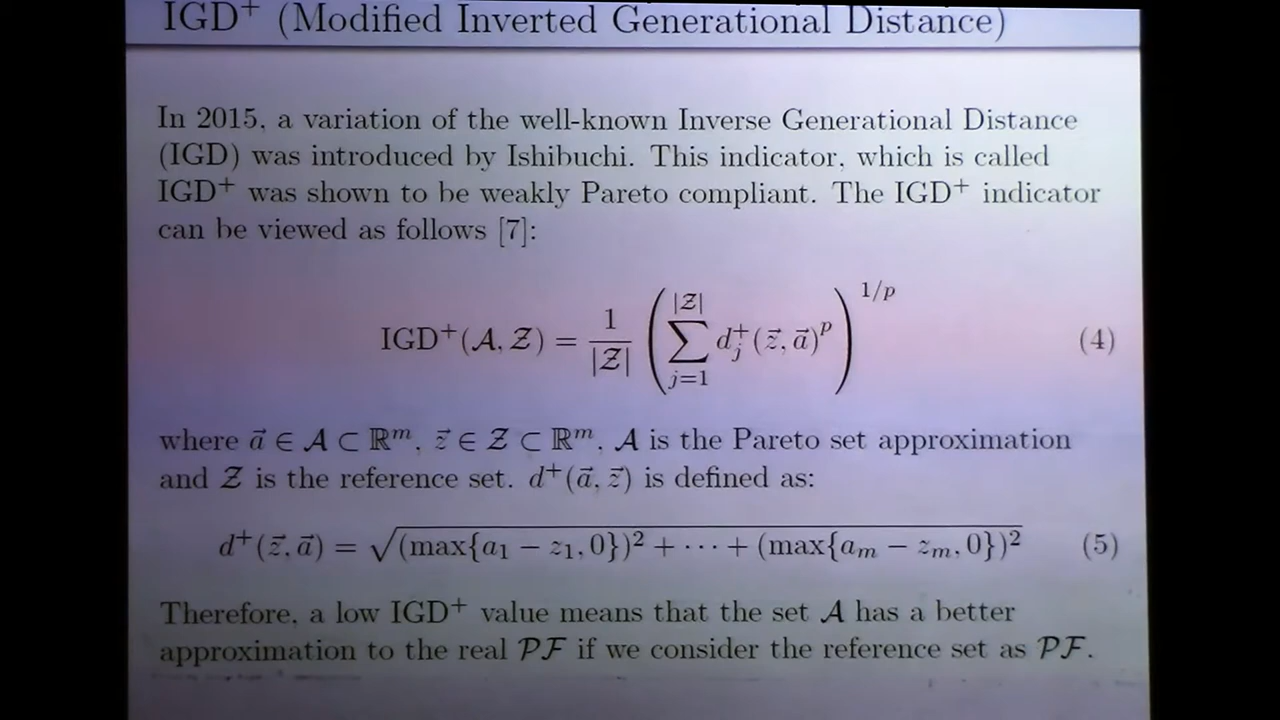 IGD⁺ (Modified Inverted Generational Distance)
In 2015, a variation of the well-known Inverse Generational Distance
(IGD) was introduced by Ishibuchi. This indicator, which is called
IGD⁺ was shown to be weakly Pareto compliant. The IGD⁺ indicator
can be viewed as follows [7]:
IGD⁺(𝒜, 𝒵) = 1/|𝒵| (∑_{j=1}^{|𝒵|} d_j^+(z⃗, a⃗)^p)^{1/p} (4)
where a⃗ ∈ 𝒜 ⊂ ℝ^m, z⃗ ∈ 𝒵 ⊂ ℝ^m, 𝒜 is the Pareto set approximation
and 𝒵 is the reference set. d⁺(a⃗, z⃗) is defined as:
d⁺(z⃗, a⃗) = √((max{a₁ − z₁, 0})² + ⋯ + (max{a_m − z_m, 0})²) (5)
Therefore, a low IGD⁺ value means that the set 𝒜 has a better
approximation to the real 𝒫ℱ if we consider the reference set as 𝒫ℱ.